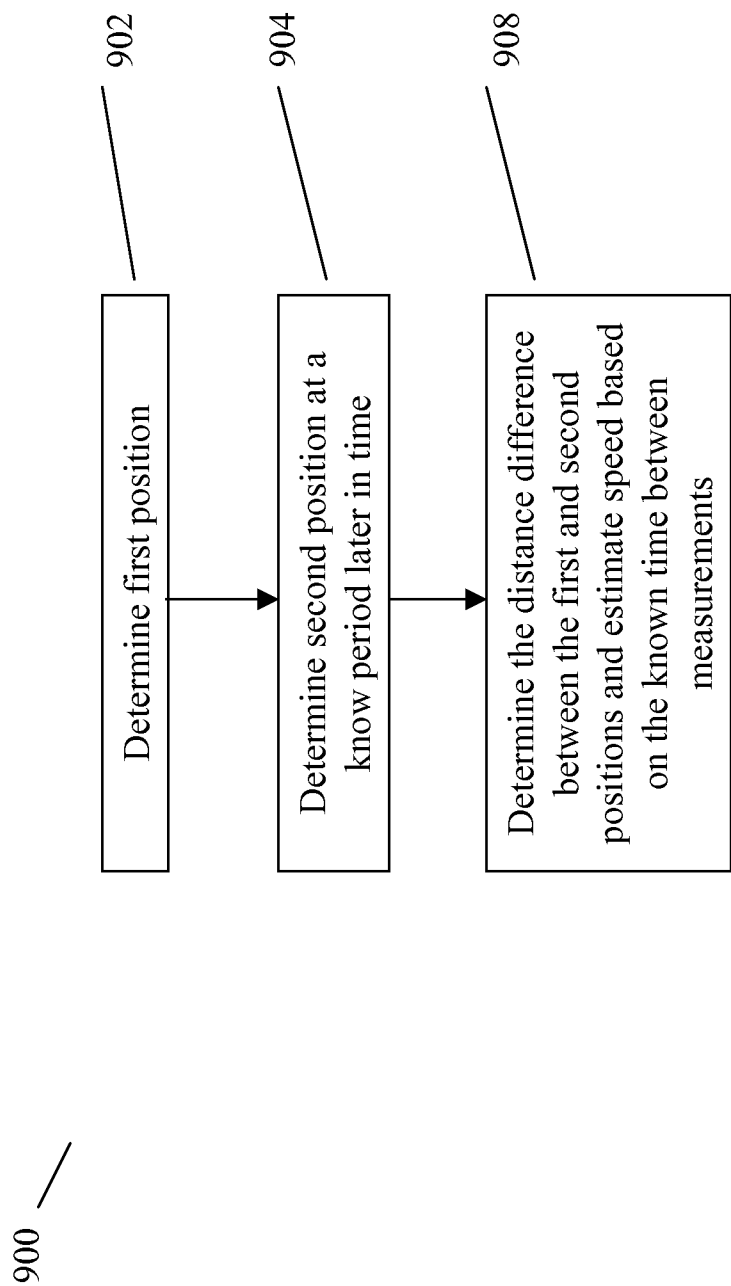 900
Determine first position
902
Determine second position at a
know period later in time
904
Determine the distance difference
between the first and second
positions and estimate speed based
on the known time between
measurements
908